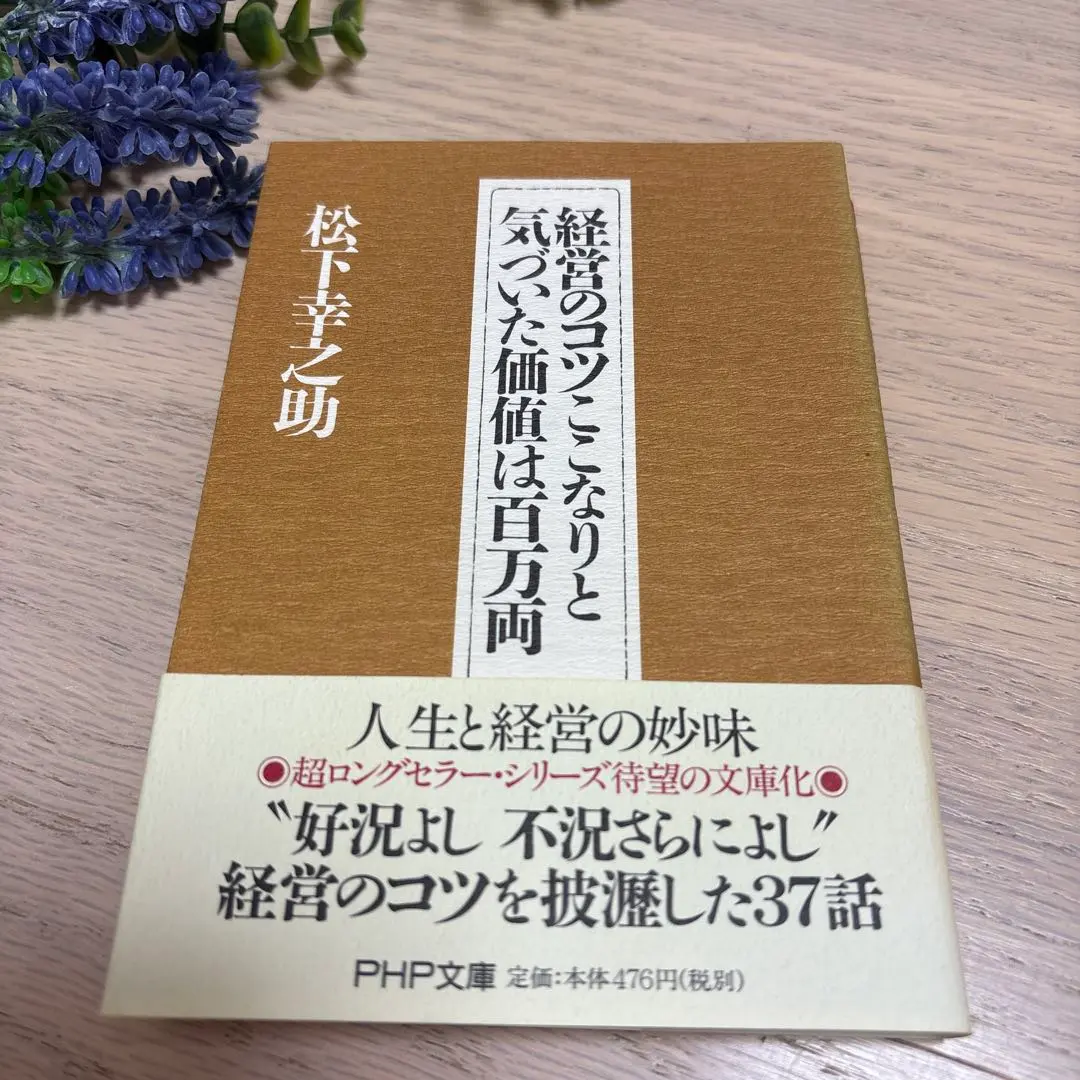 経営のコツここなりと
気づいた価値は百万両
松下幸之助
人生と経営の妙味
◉超ロングセラー・シリーズ待望の文庫化◉
〝好況よし 不況さらによし〟
経営のコツを披瀝した37話
PHP文庫 定価:本体476円(税別)